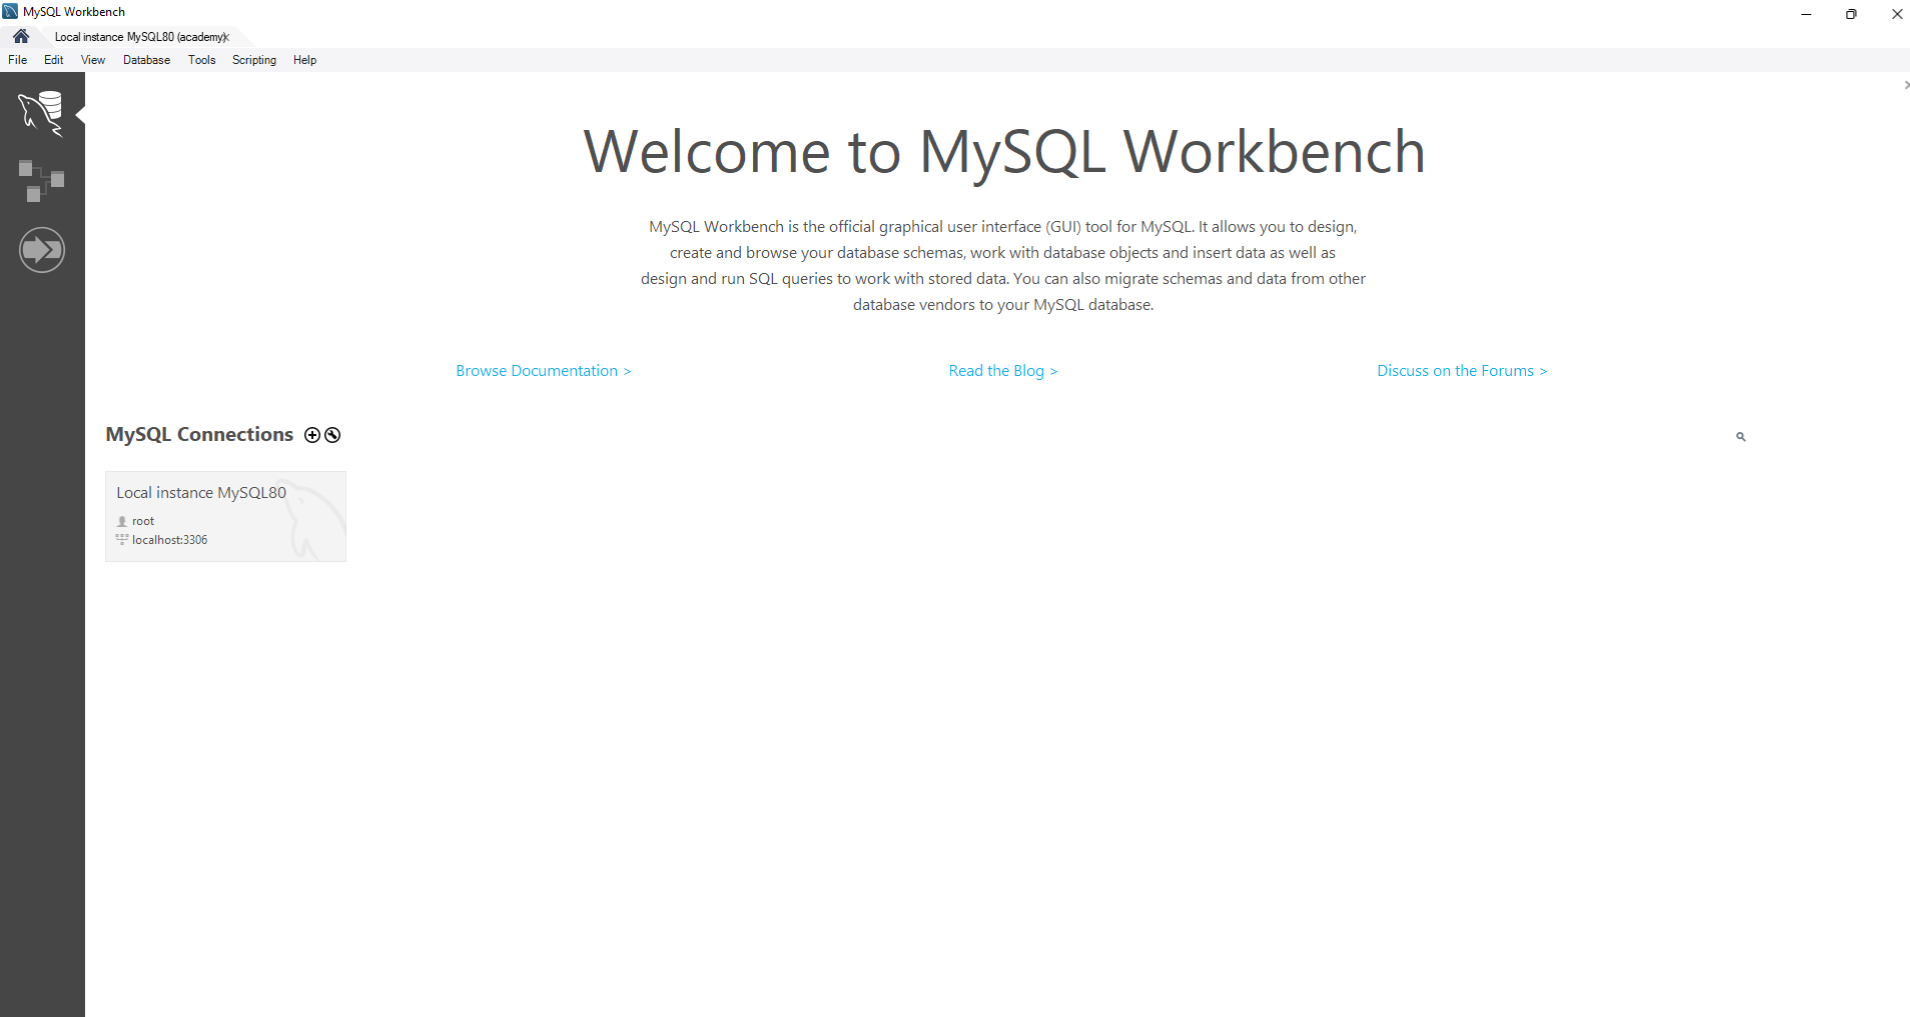 MySQL Workbench
Local instance MySQL80 (academy)
File Edit View Database Tools Scripting Help
Welcome to MySQL Workbench
MySQL Workbench is the official graphical user interface (GUI) tool for MySQL. It allows you to design,
create and browse your database schemas, work with database objects and insert data as well as
design and run SQL queries to work with stored data. You can also migrate schemas and data from other
database vendors to your MySQL database.
Browse Documentation > Read the Blog > Discuss on the Forums >
MySQL Connections
Local instance MySQL80
root
localhost:3306